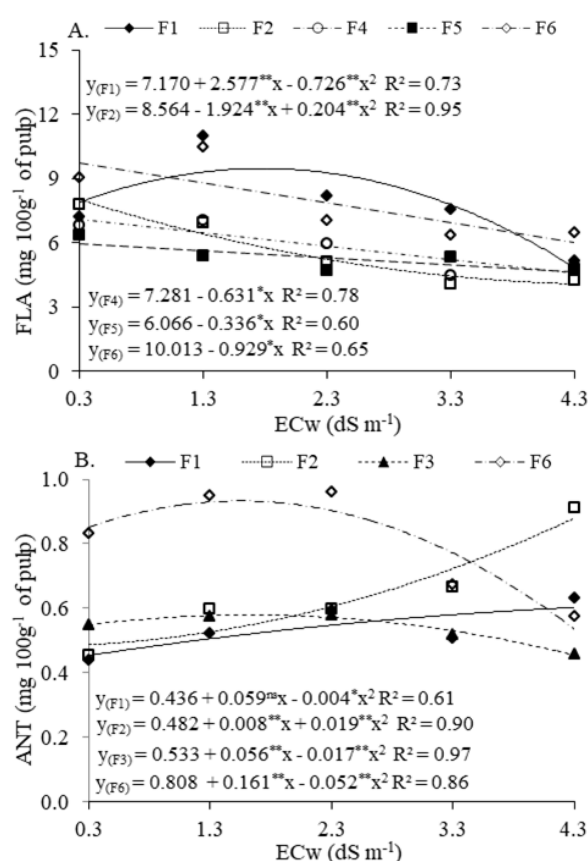 A. F1 F2 F4 F5 F6
y(F1) = 7.170 + 2.577**x - 0.726**x² R² = 0.73
y(F2) = 8.564 - 1.924**x + 0.204**x² R² = 0.95
15
12
9
6
3
0
FLA (mg 100g⁻¹ of pulp)
y(F4) = 7.281 - 0.631*x R² = 0.78
y(F5) = 6.066 - 0.336*x R² = 0.60
y(F6) = 10.013 - 0.929*x R² = 0.65
0.3 1.3 2.3 3.3 4.3
ECw (dS m⁻¹)
B. F1 F2 F3 F6
1.0
0.8
0.6
0.4
0.2
0.0
ANT (mg 100g⁻¹ of pulp)
y(F1) = 0.436 + 0.059ⁿˢx - 0.004*x² R² = 0.61
y(F2) = 0.482 + 0.008**x + 0.019**x² R² = 0.90
y(F3) = 0.533 + 0.056**x - 0.017**x² R² = 0.97
y(F6) = 0.808 + 0.161**x - 0.052**x² R² = 0.86
0.3 1.3 2.3 3.3 4.3
ECw (dS m⁻¹)